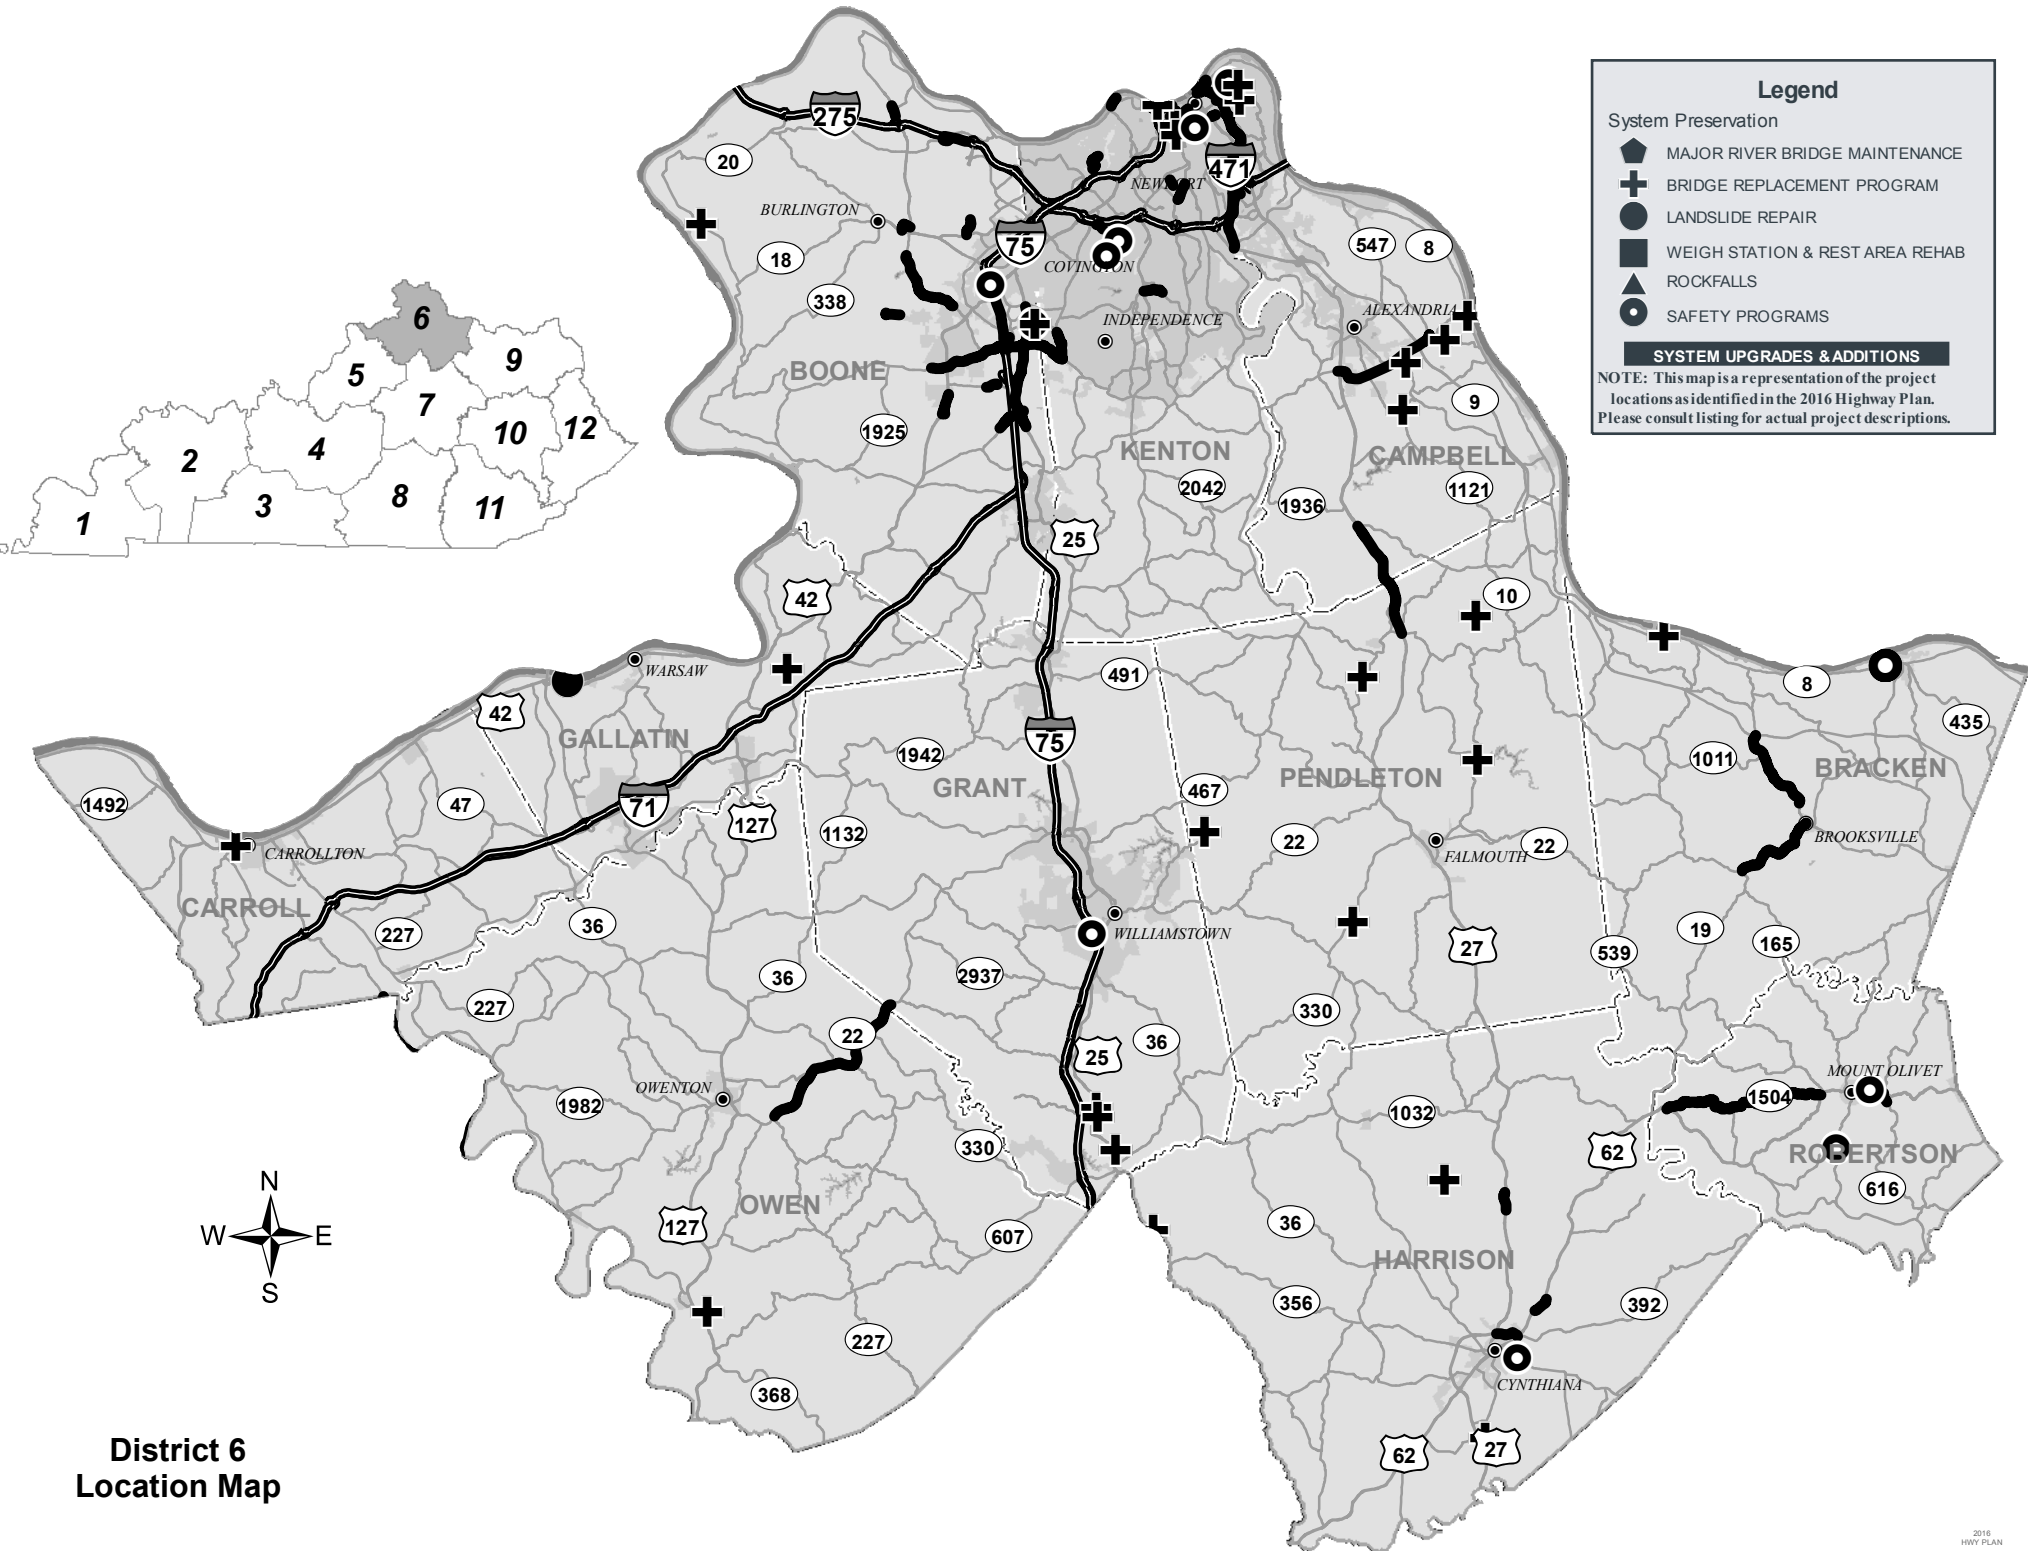 Legend
System Preservation
MAJOR RIVER BRIDGE MAINTENANCE
BRIDGE REPLACEMENT PROGRAM
LANDSLIDE REPAIR
WEIGH STATION & REST AREA REHAB
ROCKFALLS
SAFETY PROGRAMS
SYSTEM UPGRADES & ADDITIONS
NOTE: This map is a representation of the project
locations as identified in the 2016 Highway Plan.
Please consult listing for actual project descriptions.
275
20
471
NEWPORT
BURLINGTON
75
547
8
18
COVINGTON
338
ALEXANDRIA
INDEPENDENCE
6
9
5
7
10
12
4
2
3
8
11
1
BOONE
9
1925
KENTON
CAMPBELL
2042
1121
1936
25
42
10
WARSAW
491
8
42
435
GALLATIN
75
1942
1011
BRACKEN
GRANT
PENDLETON
467
1492
47
71
127
1132
22
22
BROOKSVILLE
CARROLLTON
FALMOUTH
CARROLL
227
36
WILLIAMSTOWN
19
165
27
539
36
2937
227
330
22
36
25
MOUNT OLIVET
OWENTON
1504
1982
1032
330
62
ROBERTSON
616
N
W
E
S
OWEN
127
607
36
HARRISON
356
392
227
CYNTHIANA
368
62
27
District 6
Location Map
2016
HWY PLAN